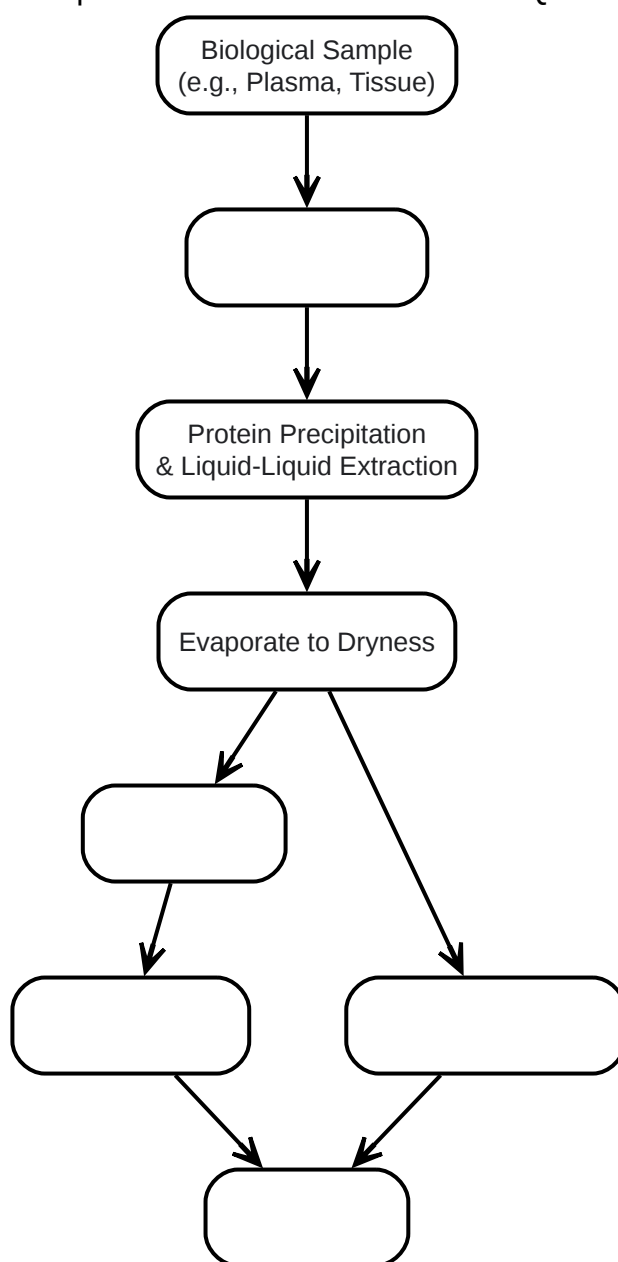 Biological Sample
(e.g., Plasma, Tissue)
Protein Precipitation
& Liquid-Liquid Extraction
Evaporate to Dryness